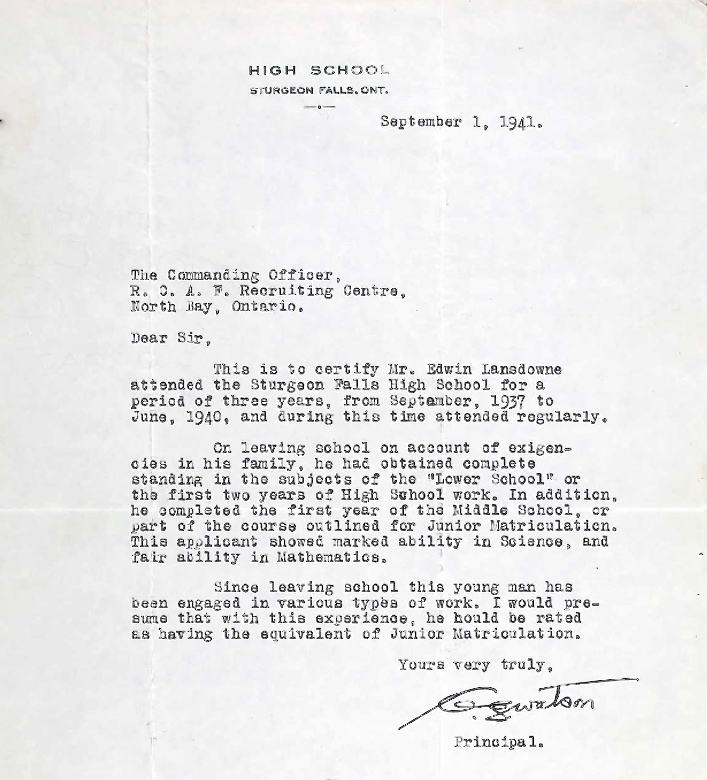 HIGH SCHOOL
STURGEON FALLS, ONT.
September 1, 1941.
The Commanding Officer,
R. C. A. F. Recruiting Centre,
North Bay, Ontario.
Dear Sir,
This is to certify Mr. Edwin Lansdowne
attended the Sturgeon Falls High School for a
period of three years, from September, 1937 to
June, 1940, and during this time attended regularly.
On leaving school on account of exigen-
cies in his family, he had obtained complete
standing in the subjects of the "Lower School" or
the first two years of High School work. In addition,
he completed the first year of the Middle School, or
part of the course outlined for Junior Matriculation.
This applicant showed marked ability in Science, and
fair ability in Mathematics.
Since leaving school this young man has
been engaged in various types of work. I would pre-
sume that with this experience, he hould be rated
as having the equivalent of Junior Matriculation.
Yours very truly,
Watson
Principal.